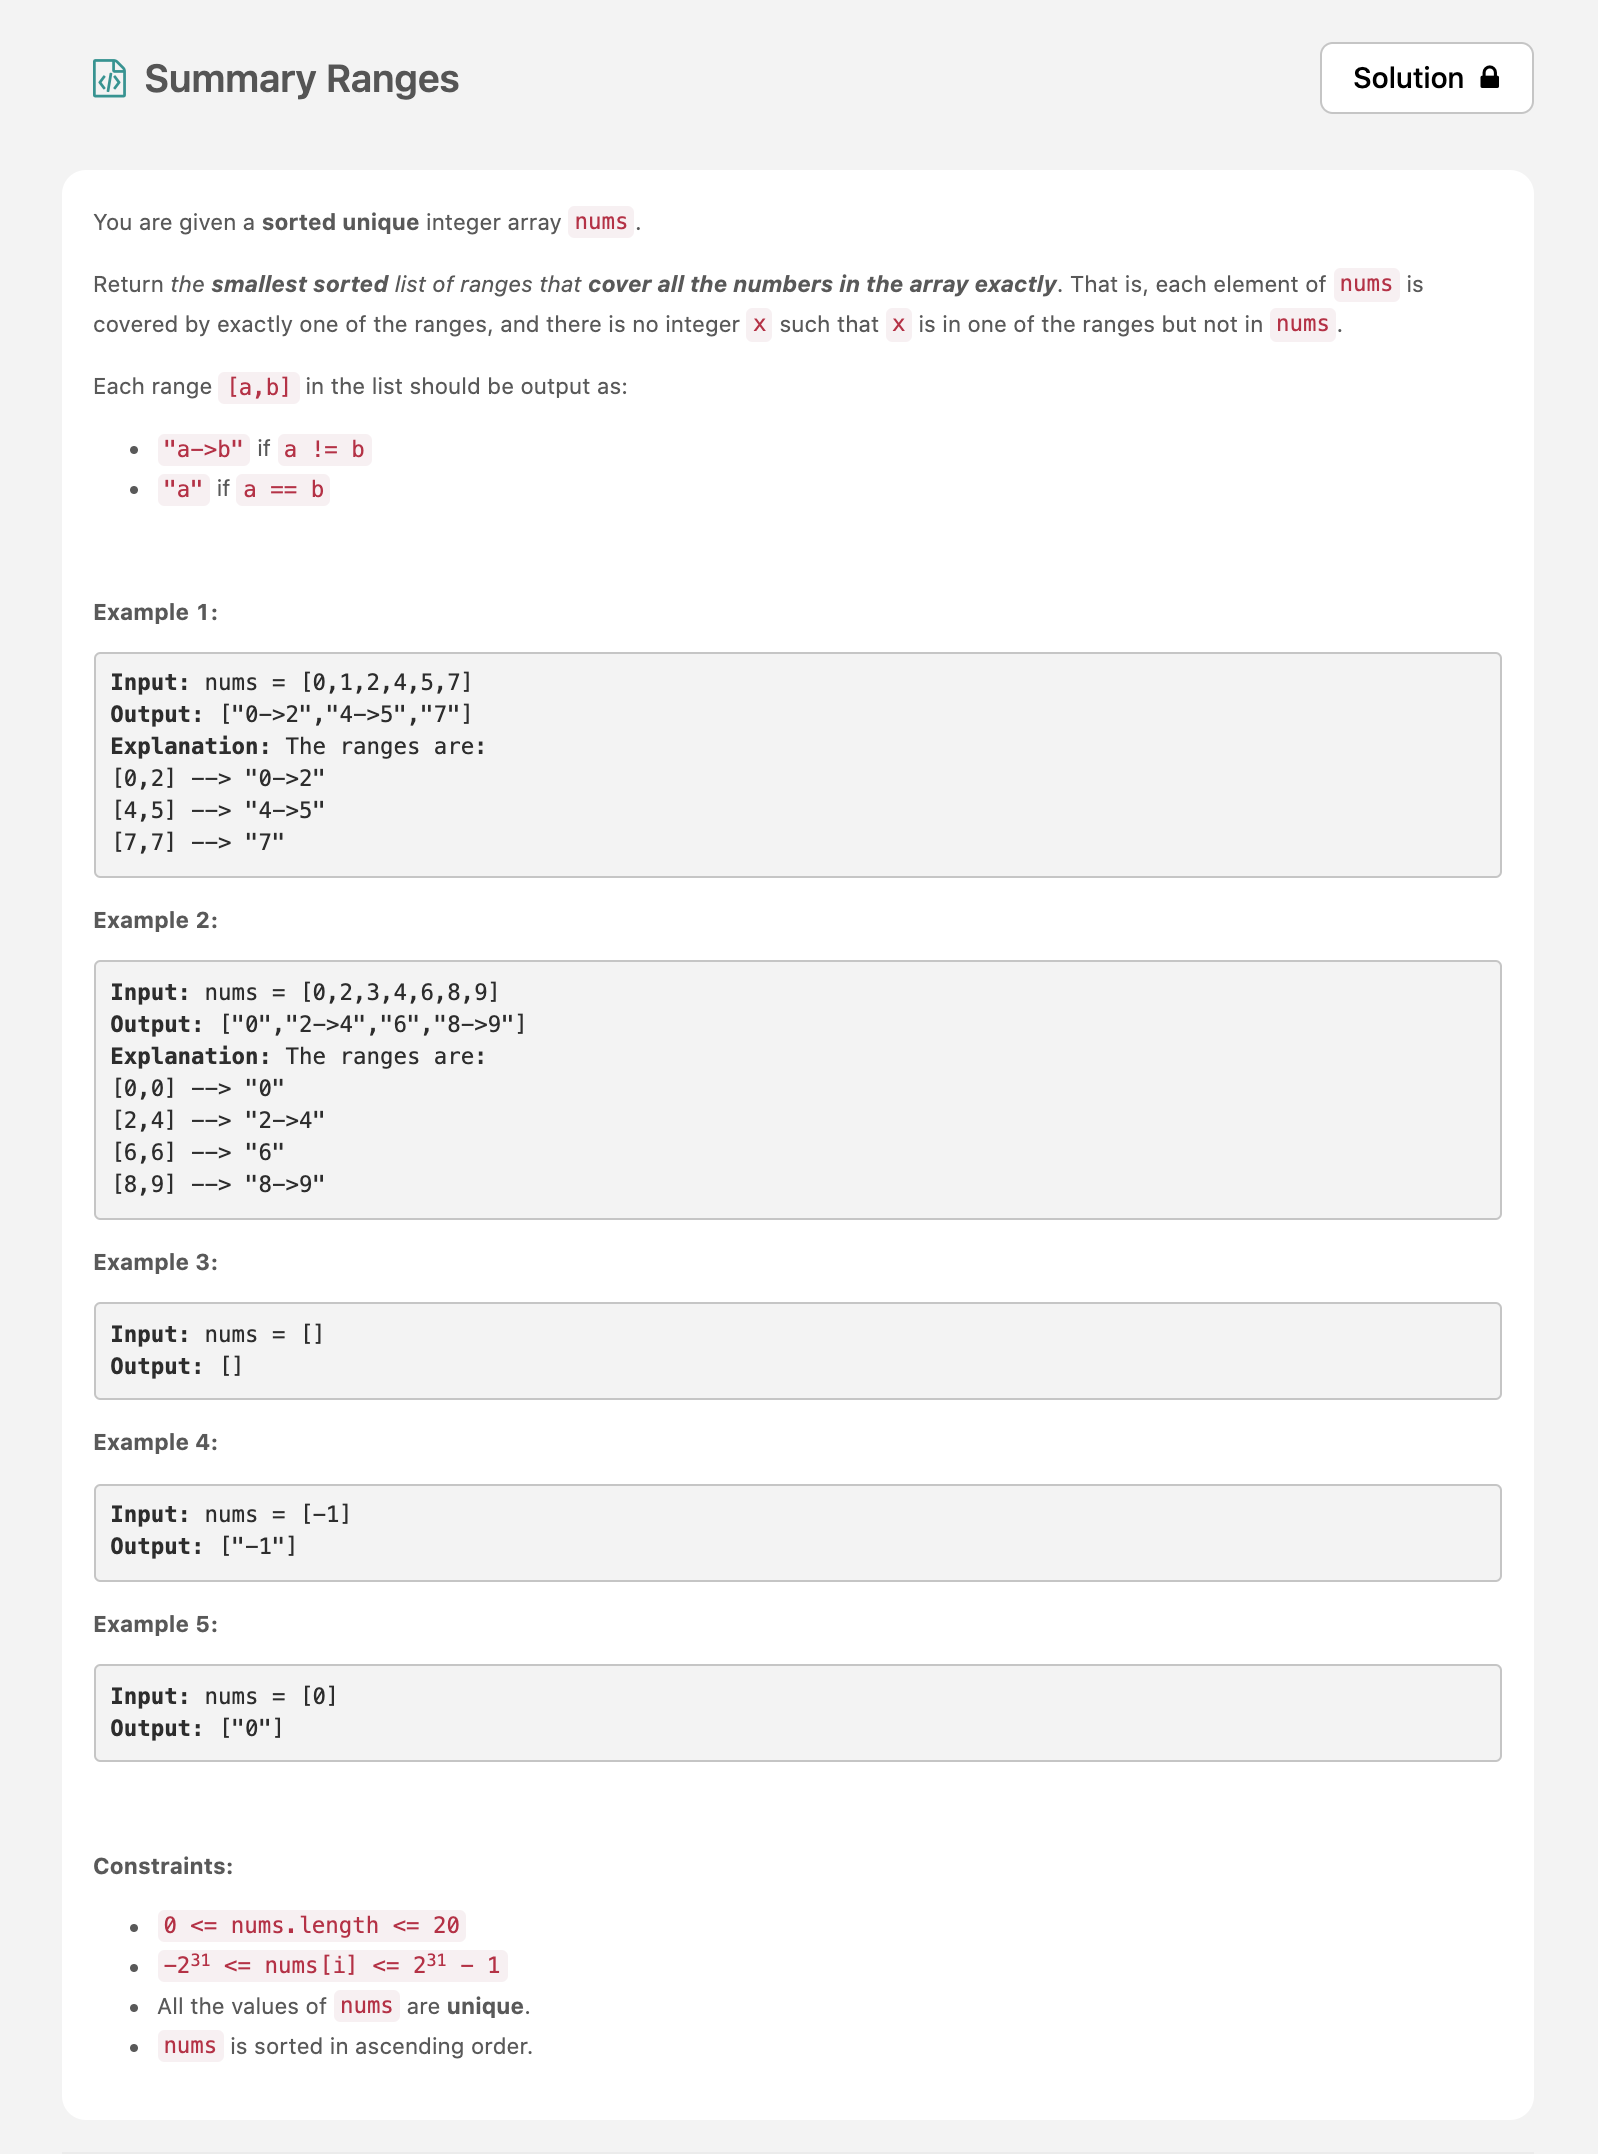 Summary Ranges
Solution
You are given a sorted unique integer array nums.
Return the smallest sorted list of ranges that cover all the numbers in the array exactly. That is, each element of nums is
covered by exactly one of the ranges, and there is no integer x such that x is in one of the ranges but not in nums.
Each range [a,b] in the list should be output as:
"a->b" if a != b
"a" if a == b
Example 1:
Input: nums = [0,1,2,4,5,7]
Output: ["0->2","4->5","7"]
Explanation: The ranges are:
[0,2] --> "0->2"
[4,5] --> "4->5"
[7,7] --> "7"
Example 2:
Input: nums = [0,2,3,4,6,8,9]
Output: ["0","2->4","6","8->9"]
Explanation: The ranges are:
[0,0] --> "0"
[2,4] --> "2->4"
[6,6] --> "6"
[8,9] --> "8->9"
Example 3:
Input: nums = []
Output: []
Example 4:
Input: nums = [-1]
Output: ["-1"]
Example 5:
Input: nums = [0]
Output: ["0"]
Constraints:
0 <= nums.length <= 20
-2³¹ <= nums[i] <= 2³¹ - 1
All the values of nums are unique.
nums is sorted in ascending order.